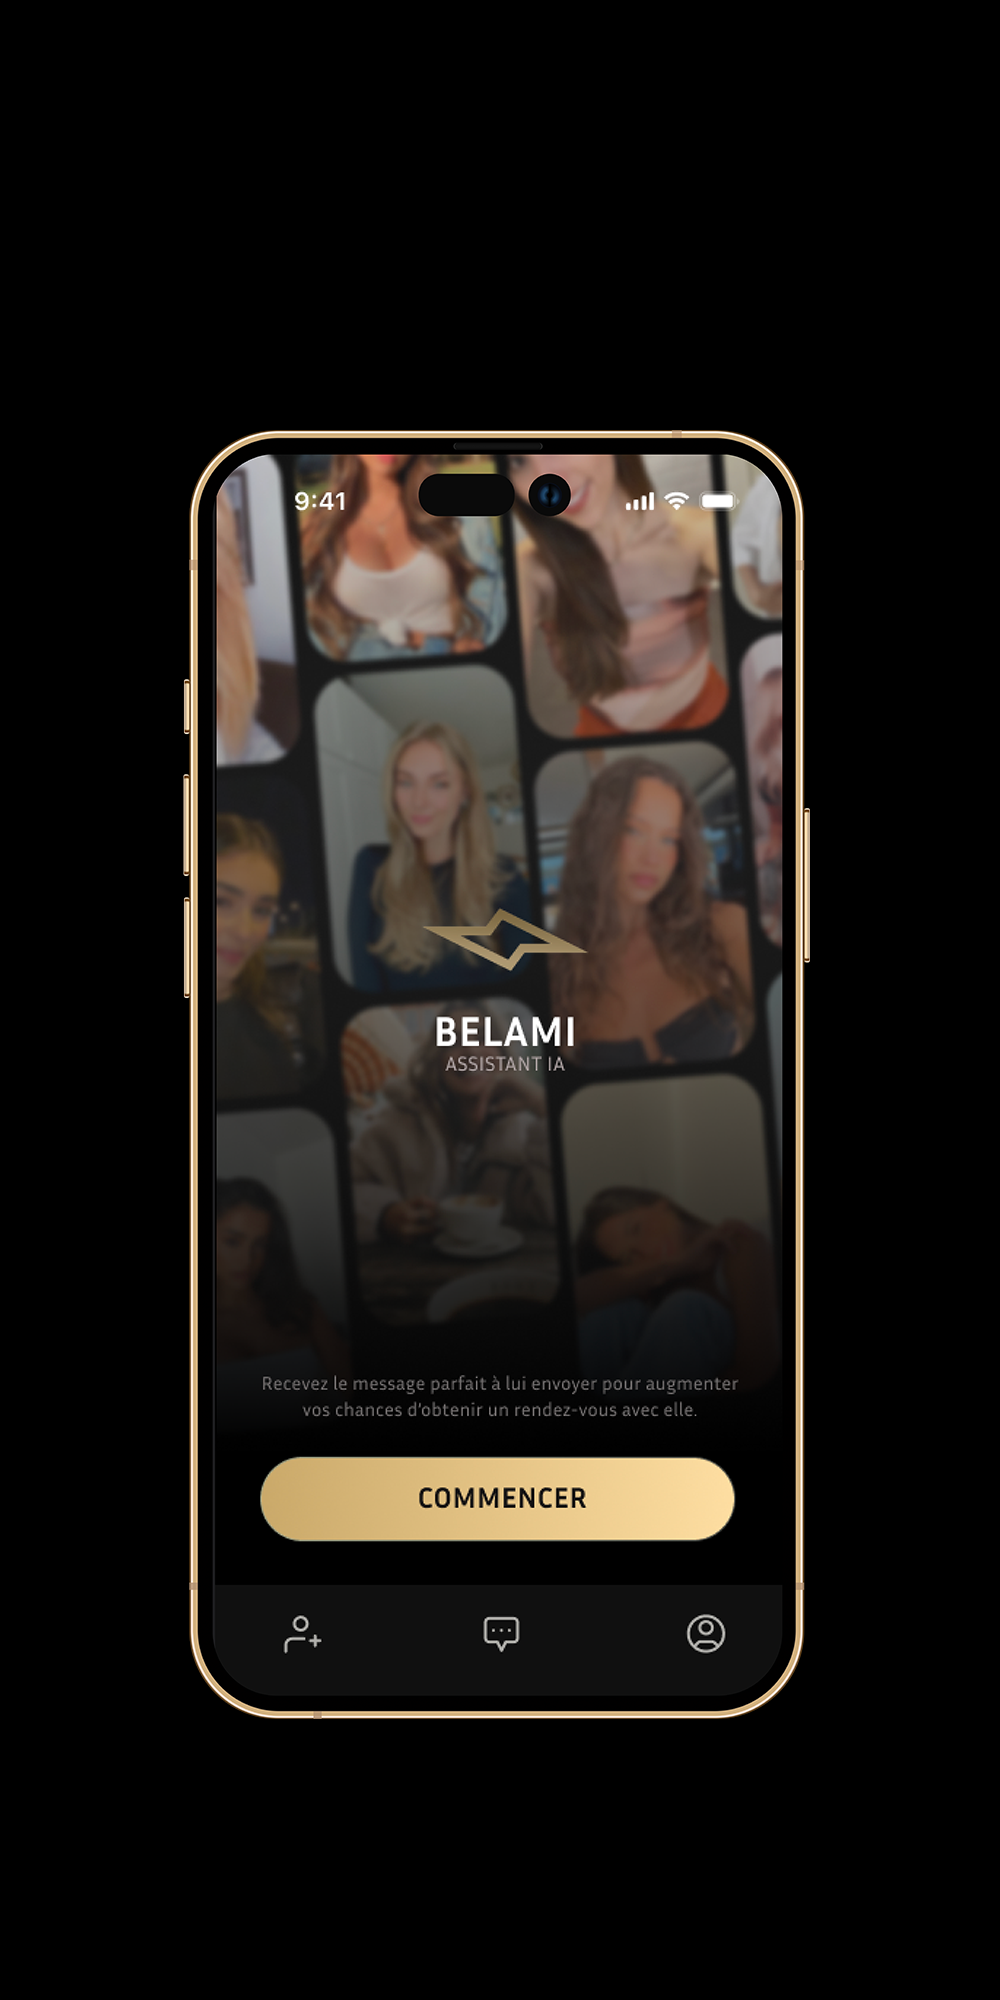 9:41
BELAMI
ASSISTANT IA
Recevez le message parfait à lui envoyer pour augmenter
vos chances d'obtenir un rendez-vous avec elle.
COMMENCER